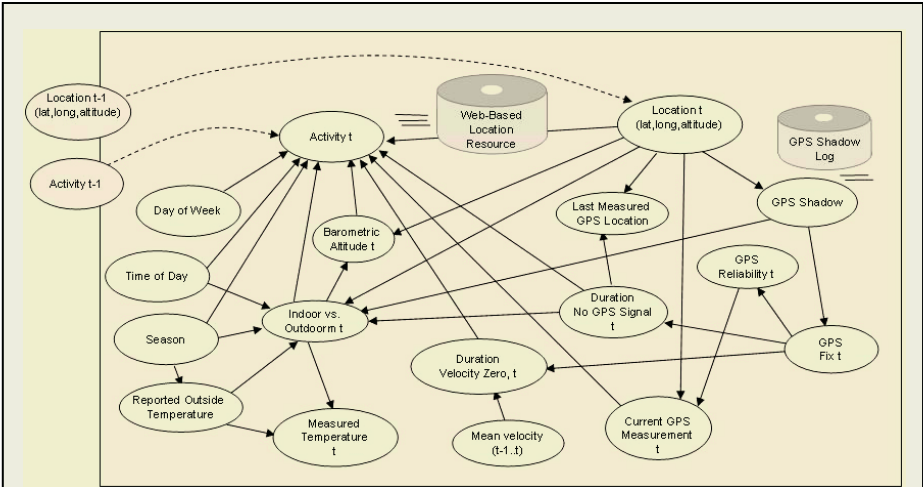 Location t-1
(lat,long,altitude)
Activity t-1
Activity t
Web-Based
Location
Resource
Location t
(lat,long,altitude)
GPS Shadow
Log
Day of Week
Barometric
Altitude t
Last Measured
GPS Location
GPS Shadow
Time of Day
GPS
Reliability t
Indoor vs.
Outdoorm t
Duration
No GPS Signal
t
Season
GPS
Fix t
Duration
Velocity Zero, t
Reported Outside
Temperature
Measured
Temperature
t
Mean velocity
(t-1..t)
Current GPS
Measurement
t